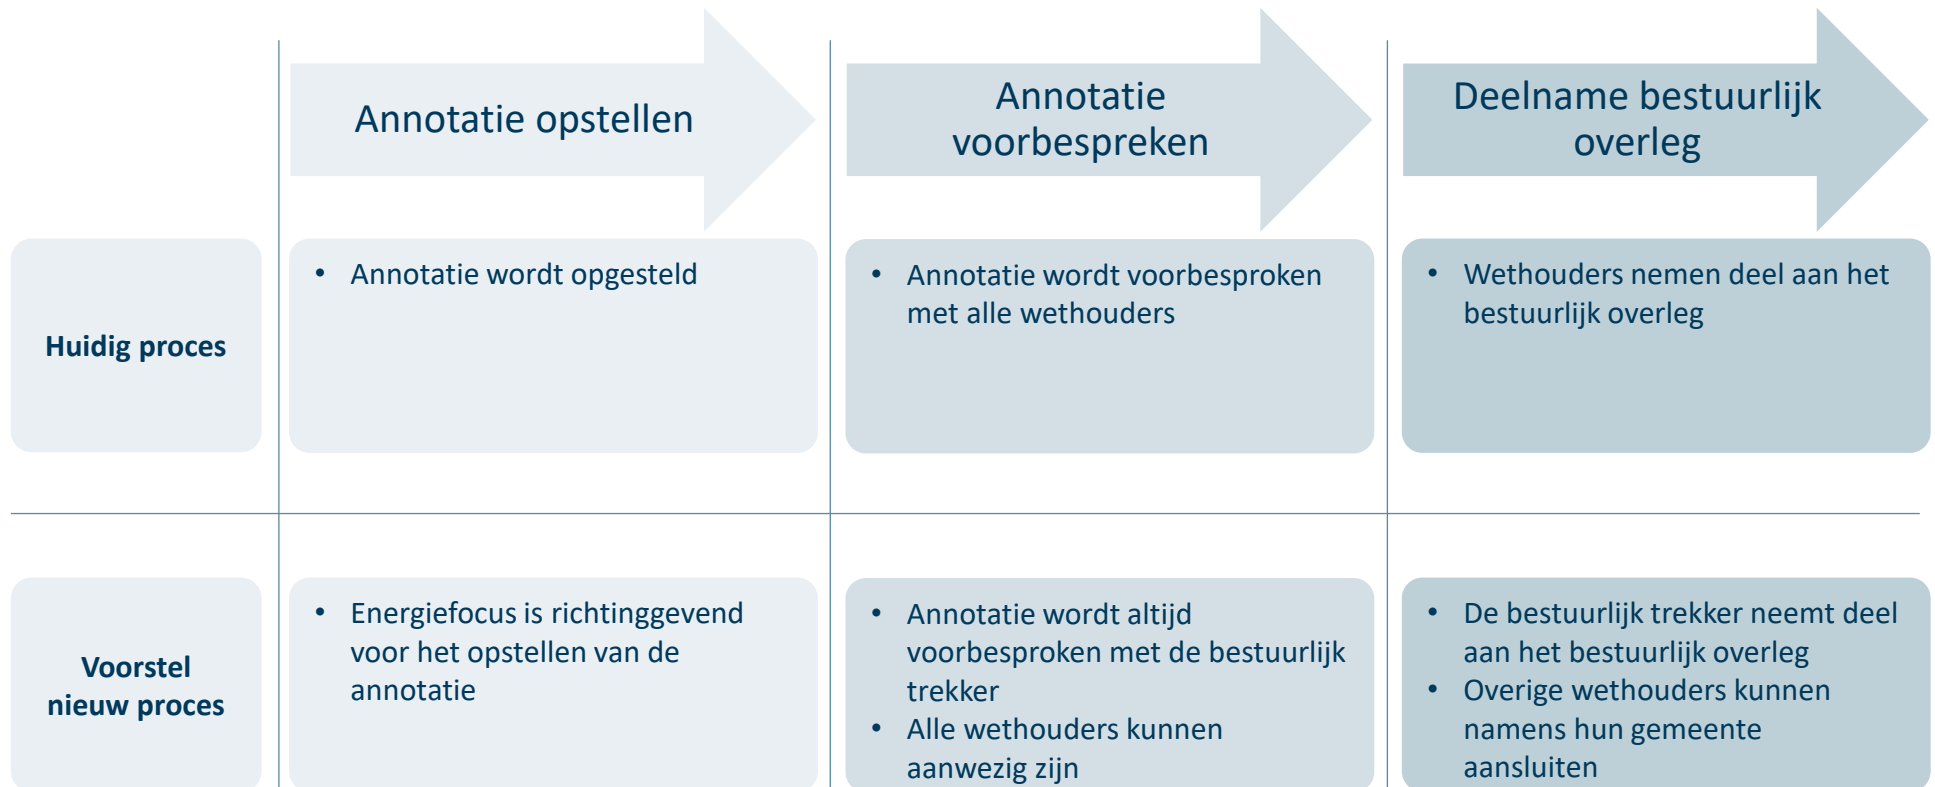 Annotatie opstellen
Annotatie
voorbespreken
Deelname bestuurlijk
overleg
Huidig proces
• Annotatie wordt opgesteld
• Annotatie wordt voorbesproken
met alle wethouders
• Wethouders nemen deel aan het
bestuurlijk overleg
Voorstel
nieuw proces
• Energiefocus is richtinggevend
voor het opstellen van de
annotatie
• Annotatie wordt altijd
voorbesproken met de bestuurlijk
trekker
• Alle wethouders kunnen
aanwezig zijn
• De bestuurlijk trekker neemt deel
aan het bestuurlijk overleg
• Overige wethouders kunnen
namens hun gemeente
aansluiten